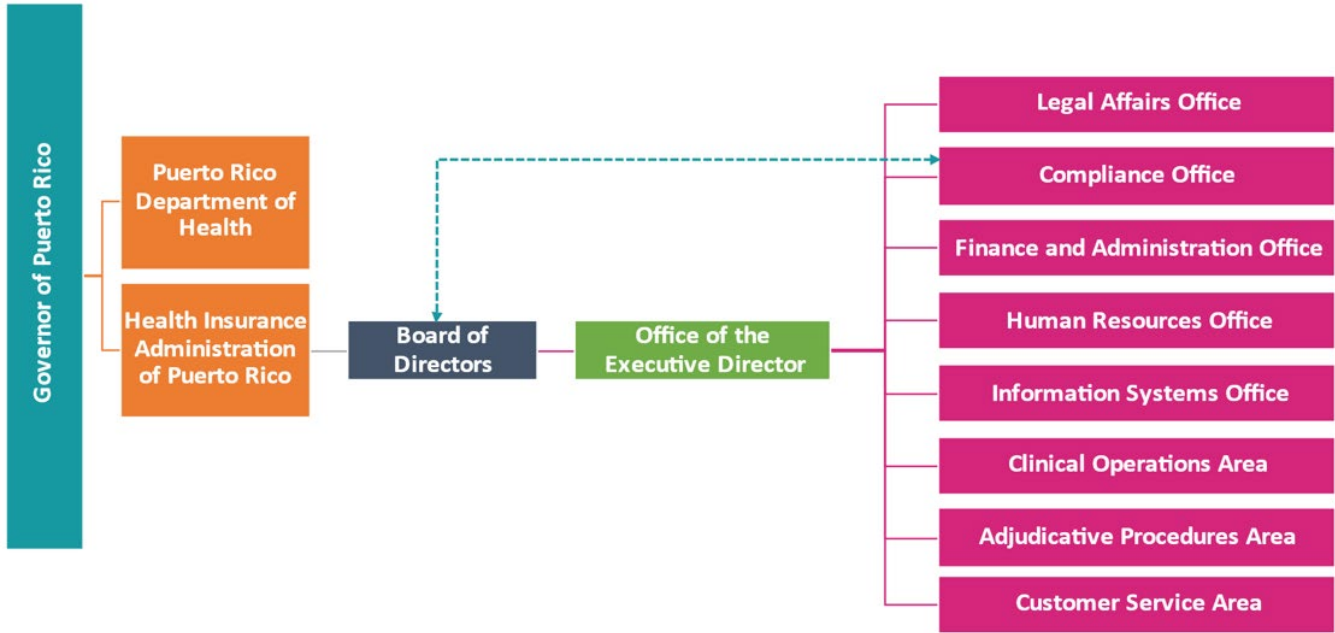 Governor of Puerto Rico
Puerto Rico
Department of
Health
Health Insurance
Administration
of Puerto Rico
Board of
Directors
Office of the
Executive Director
Legal Affairs Office
Compliance Office
Finance and Administration Office
Human Resources Office
Information Systems Office
Clinical Operations Area
Adjudicative Procedures Area
Customer Service Area